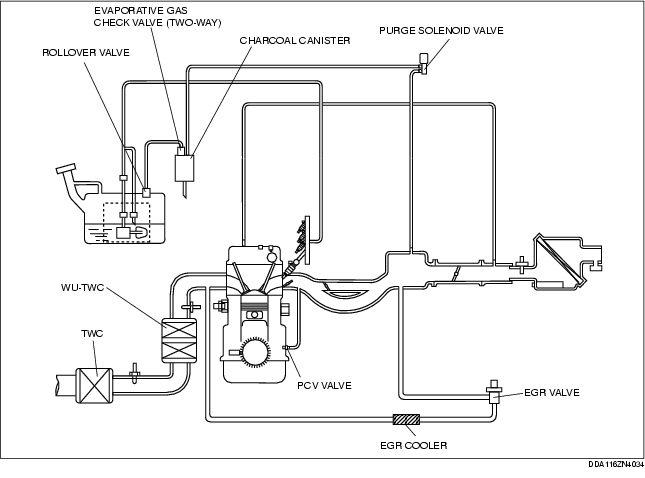 EVAPORATIVE GAS
CHECK VALVE (TWO-WAY)
PURGE SOLENOID VALVE
CHARCOAL CANISTER
ROLLOVER VALVE
WU-TWC
TWC
PCV VALVE
EGR VALVE
EGR COOLER
DDA116ZN4034